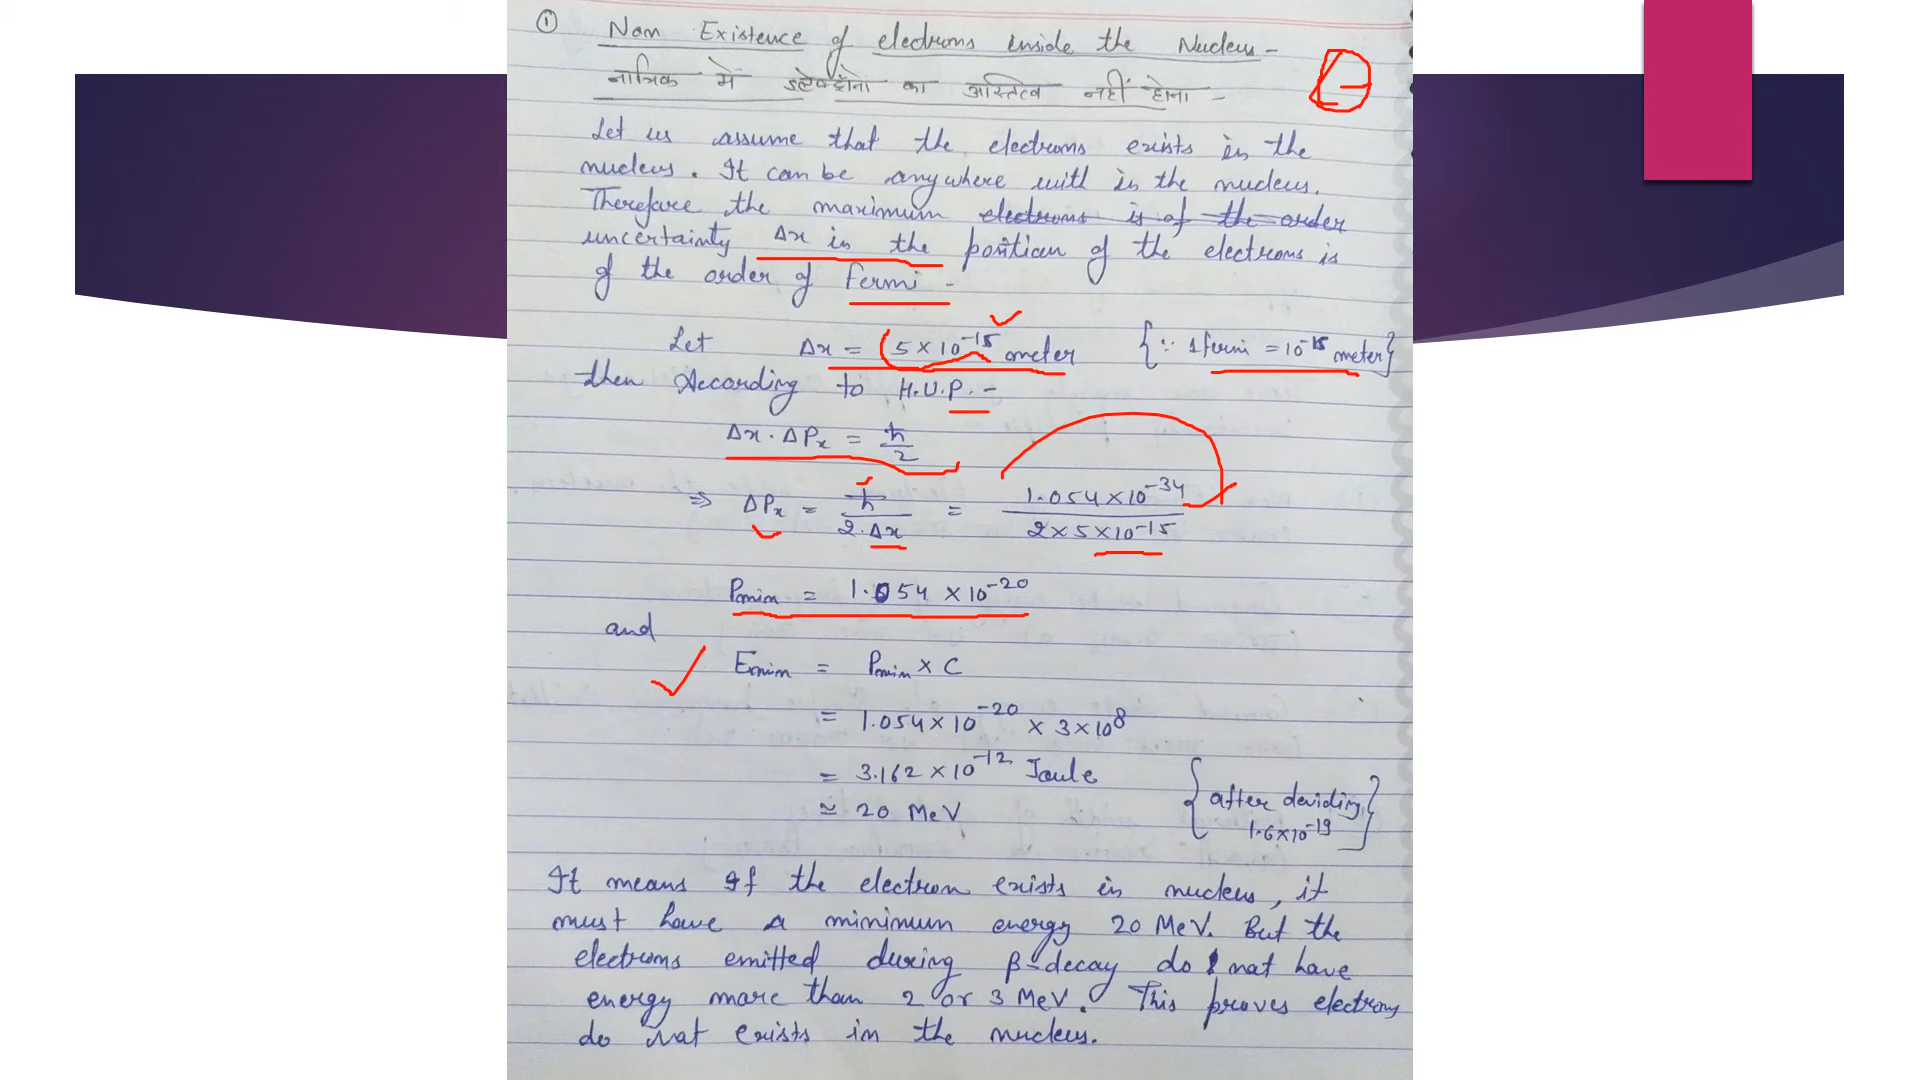 ① Non Existence of electrons inside the Nucleus -
नाभिक में इलेक्ट्रॉनो का अस्तित्व नहीं होना -
Let us assume that the electrons exists in the
nucleus. It can be anywhere with in the nucleus.
Therefore the maximum electrons is of the order
uncertainty Δx in the position of the electrons is
of the order of fermi -
Let Δx = 5 × 10⁻¹⁵ meter {∵ 1 fermi = 10⁻¹⁵ meter}
then According to H.U.P. -
Δx · ΔPₓ = ℏ/2
⇒ ΔPₓ = ℏ/2·Δx = 1.054×10⁻³⁴/2×5×10⁻¹⁵
Pmin = 1.054 × 10⁻²⁰
and
Emin = Pmin × C
= 1.054 × 10⁻²⁰ × 3×10⁸
= 3.162 × 10⁻¹² Joule
≃ 20 MeV {after deviding 1.6×10⁻¹⁹}
It means If the electron exists in nucleus, it
must have a minimum energy 20 MeV. But the
electrons emitted during β-decay do not have
energy more than 2 or 3 MeV. This proves electrons
do not exists in the nucleus.